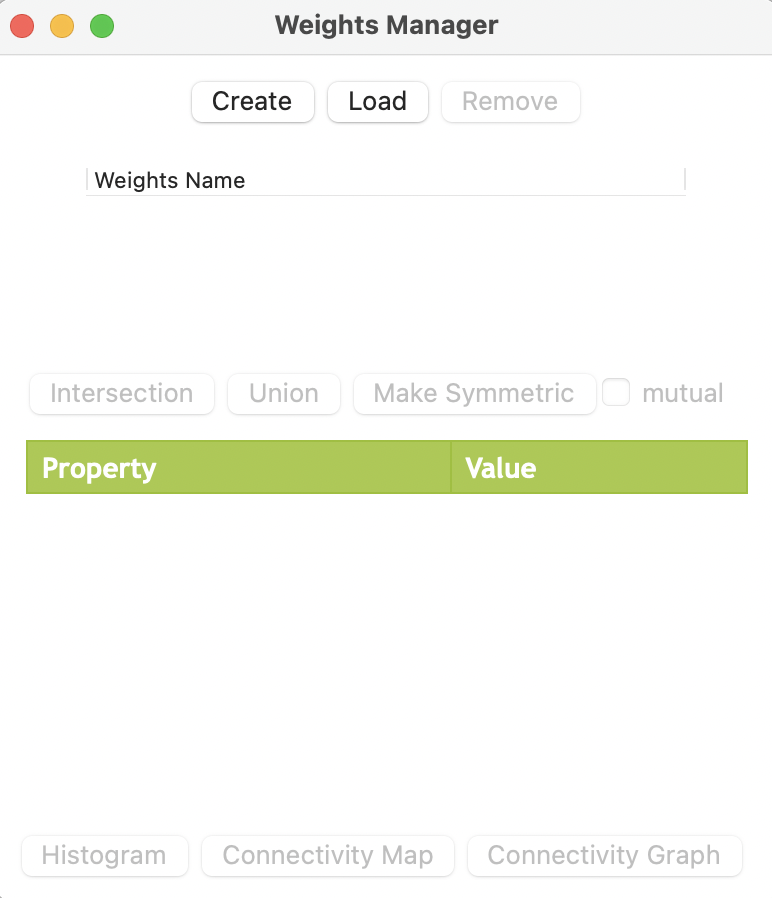 Weights Manager
Create Load Remove
Weights Name
Intersection Union Make Symmetric mutual
Property Value
Histogram Connectivity Map Connectivity Graph